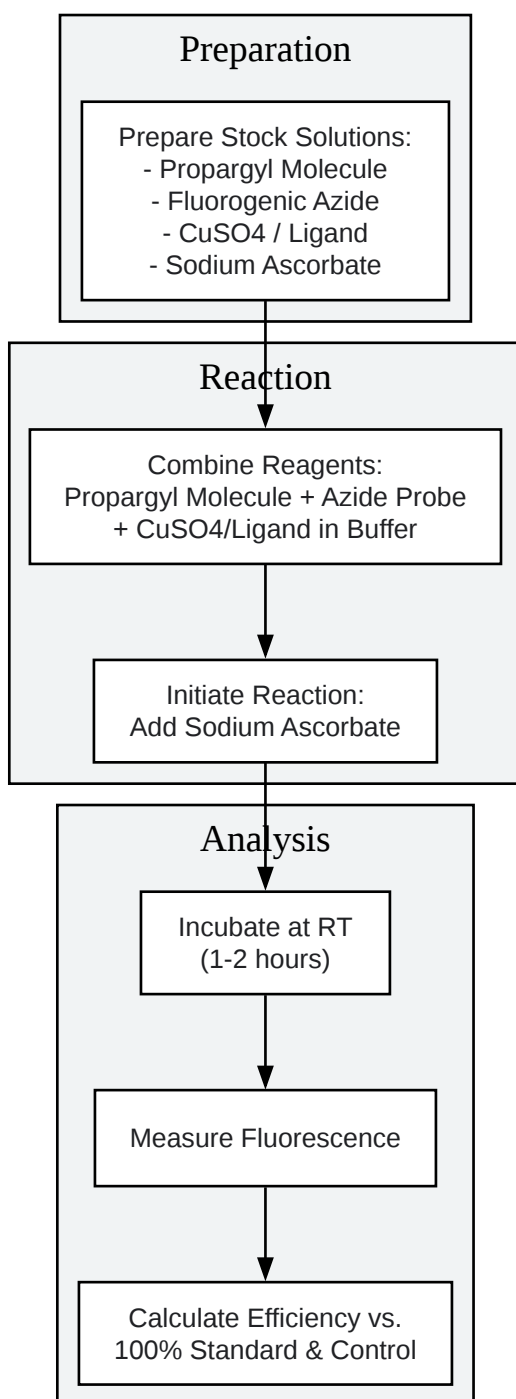 Preparation
Prepare Stock Solutions:
- Propargyl Molecule
- Fluorogenic Azide
- CuSO4 / Ligand
- Sodium Ascorbate
Reaction
Combine Reagents:
Propargyl Molecule + Azide Probe
+ CuSO4/Ligand in Buffer
Initiate Reaction:
Add Sodium Ascorbate
Analysis
Incubate at RT
(1-2 hours)
Measure Fluorescence
Calculate Efficiency vs.
100% Standard & Control